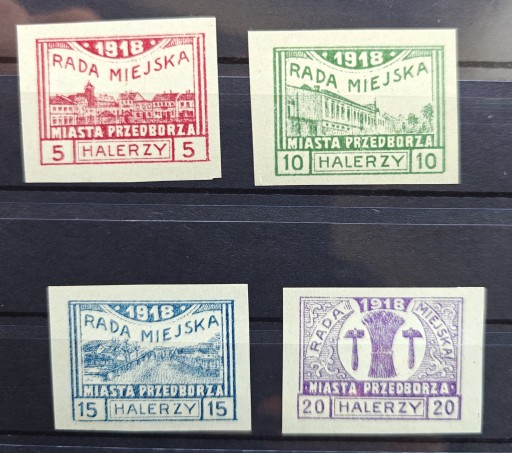 1918
RADA MIEJSKA
MIASTA PRZEDBORZA
5 HALERZY 5
1918
RADA MIEJSKA
MIASTA PRZEDBORZA
10 HALERZY 10
1918
RADA MIEJSKA
MIASTA PRZEDBORZA
15 HALERZY 15
1918
RADA MIEJSKA
MIASTA PRZEDBORZA
20 HALERZY 20